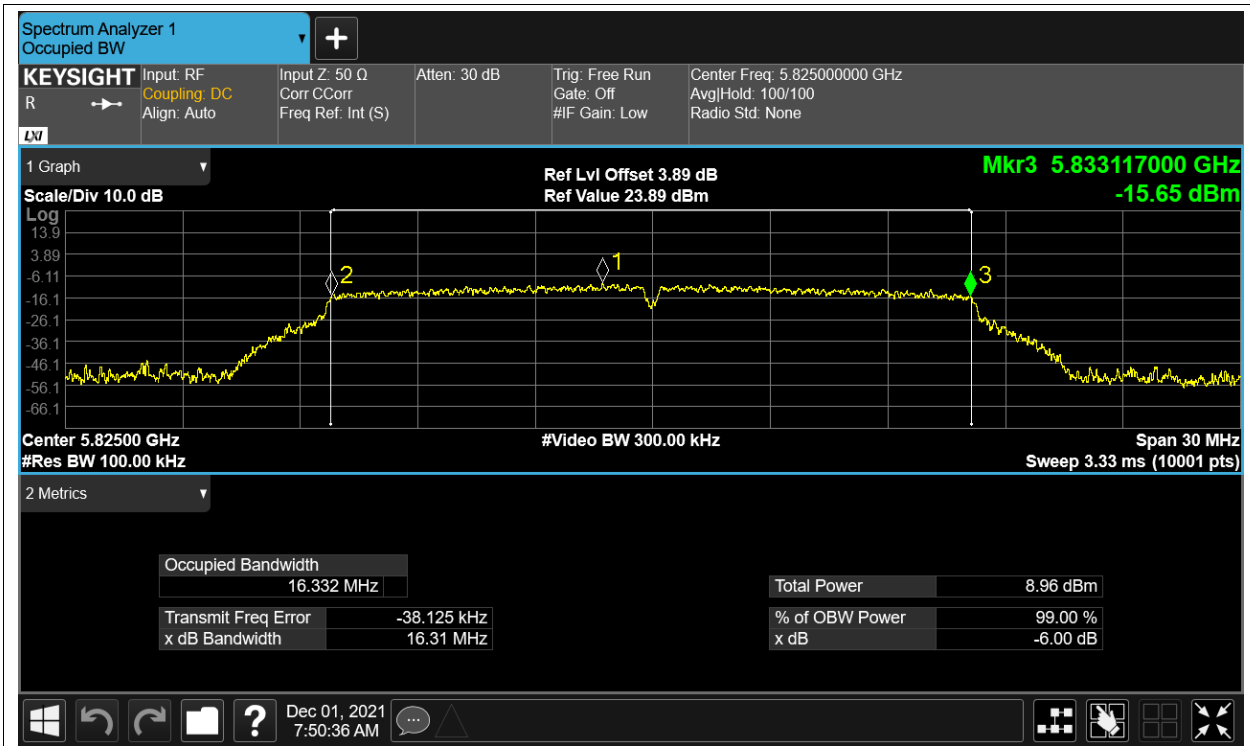 Spectrum Analyzer 1
Occupied BW
KEYSIGHT
R
LXI
Input: RF
Coupling: DC
Align: Auto
Input Z: 50 Ω
Corr CCorr
Freq Ref: Int (S)
Atten: 30 dB
Trig: Free Run
Gate: Off
#IF Gain: Low
Center Freq: 5.825000000 GHz
Avg|Hold: 100/100
Radio Std: None
1 Graph
Scale/Div 10.0 dB
Ref Lvl Offset 3.89 dB
Ref Value 23.89 dBm
Mkr3 5.833117000 GHz
-15.65 dBm
Log
13.9
3.89
-6.11
-16.1
-26.1
-36.1
-46.1
-56.1
-66.1
2
1
3
Center 5.82500 GHz
#Video BW 300.00 kHz
Span 30 MHz
#Res BW 100.00 kHz
Sweep 3.33 ms (10001 pts)
2 Metrics
Occupied Bandwidth
16.332 MHz
Transmit Freq Error -38.125 kHz
x dB Bandwidth 16.31 MHz
Total Power 8.96 dBm
% of OBW Power 99.00 %
x dB -6.00 dB
Dec 01, 2021
7:50:36 AM